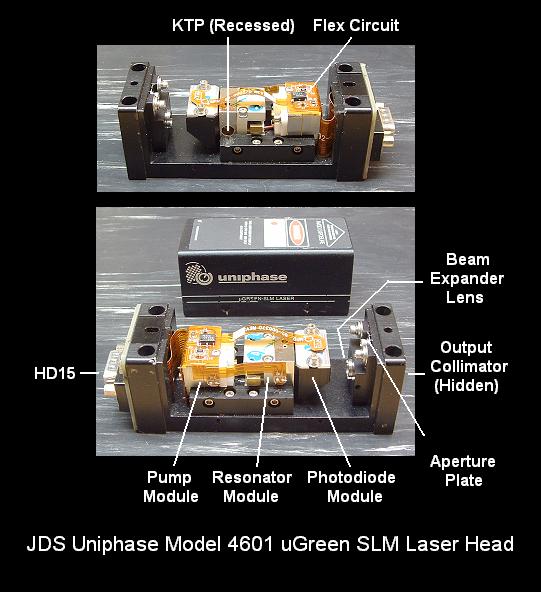 KTP (Recessed)
Flex Circuit
uniphase
µGREEN-SLM LASER
Beam
Expander
Lens
HD15
Output
Collimator
(Hidden)
Pump
Module
Resonator
Module
Photodiode
Module
Aperture
Plate
JDS Uniphase Model 4601 uGreen SLM Laser Head